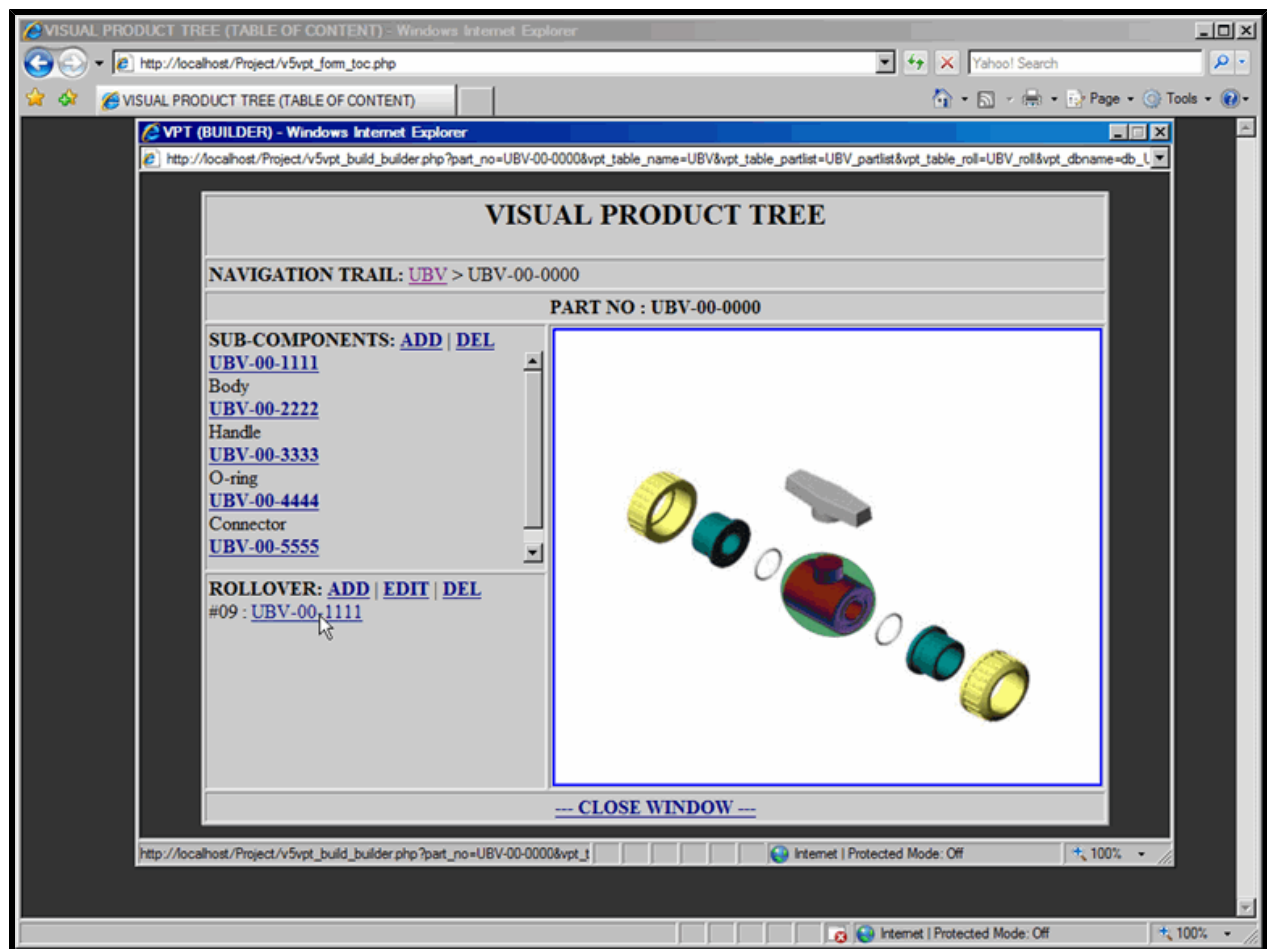 VISUAL PRODUCT TREE (TABLE OF CONTENT) - Windows Internet Explorer
http://localhost/Project/v5vpt_form_toc.php
Yahoo! Search
VISUAL PRODUCT TREE (TABLE OF CONTENT)
Page
Tools
VPT (BUILDER) - Windows Internet Explorer
http://localhost/Project/v5vpt_build_builder.php?part_no=UBV-00-0000&vpt_table_name=UBV&vpt_table_partlist=UBV_partlist&vpt_table_roll=UBV_roll&vpt_dbname=db_U
VISUAL PRODUCT TREE
NAVIGATION TRAIL: UBV > UBV-00-0000
PART NO : UBV-00-0000
SUB-COMPONENTS: ADD | DEL
UBV-00-1111
Body
UBV-00-2222
Handle
UBV-00-3333
O-ring
UBV-00-4444
Connector
UBV-00-5555
ROLLOVER: ADD | EDIT | DEL
#09 : UBV-00-1111
--- CLOSE WINDOW ---
http://localhost/Project/v5vpt_build_builder.php?part_no=UBV-00-0000&vpt_t
Internet | Protected Mode: Off
100%
Internet | Protected Mode: Off
100%